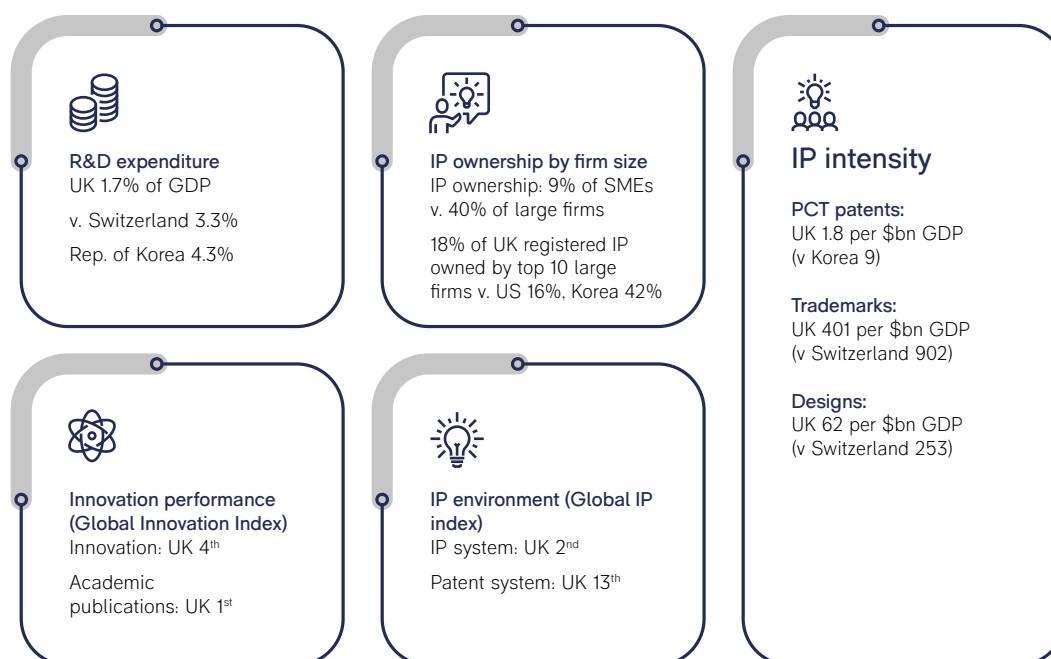 R&D expenditure
UK 1.7% of GDP
v. Switzerland 3.3%
Rep. of Korea 4.3%
IP ownership by firm size
IP ownership: 9% of SMEs
v. 40% of large firms
18% of UK registered IP
owned by top 10 large
firms v. US 16%, Korea 42%
IP intensity
PCT patents:
UK 1.8 per $bn GDP
(v Korea 9)
Trademarks:
UK 401 per $bn GDP
(v Switzerland 902)
Designs:
UK 62 per $bn GDP
(v Switzerland 253)
Innovation performance
(Global Innovation Index)
Innovation: UK 4th
Academic
publications: UK 1st
IP environment (Global IP
index)
IP system: UK 2nd
Patent system: UK 13th